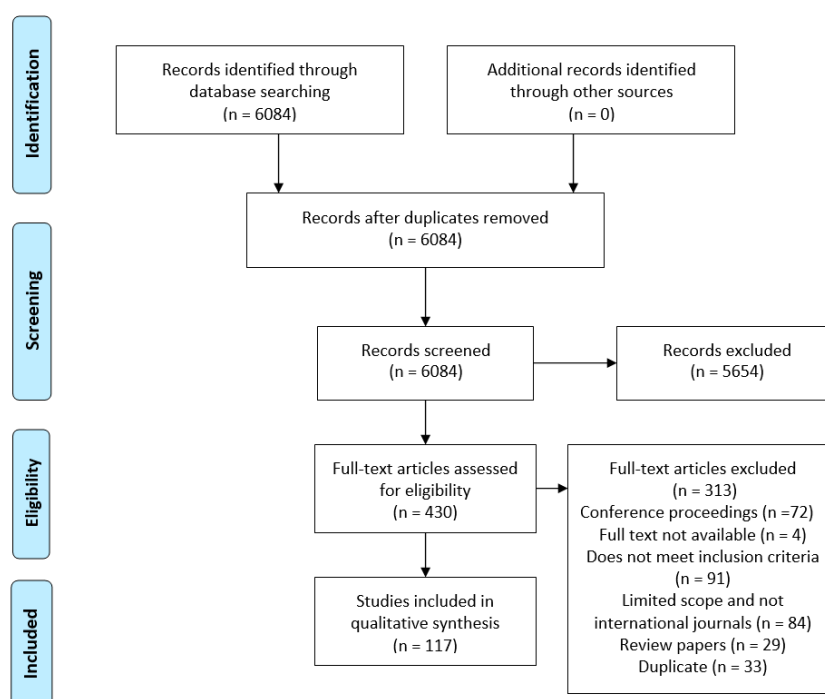 Identification
Records identified through
database searching
(n = 6084)
Additional records identified
through other sources
(n = 0)
Records after duplicates removed
(n = 6084)
Screening
Records screened
(n = 6084)
Records excluded
(n = 5654)
Eligibility
Full-text articles assessed
for eligibility
(n = 430)
Full-text articles excluded
(n = 313)
Conference proceedings (n =72)
Full text not available (n = 4)
Does not meet inclusion criteria
(n = 91)
Limited scope and not
international journals (n = 84)
Review papers (n = 29)
Duplicate (n = 33)
Included
Studies included in
qualitative synthesis
(n = 117)